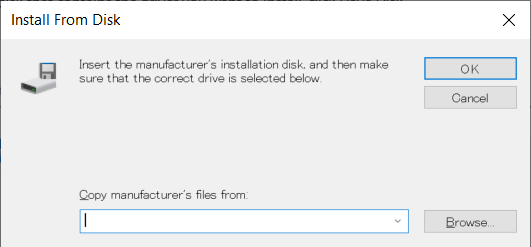 Install From Disk
Insert the manufacturer's installation disk, and then make
sure that the correct drive is selected below.
OK
Cancel
Copy manufacturer's files from:
Browse...